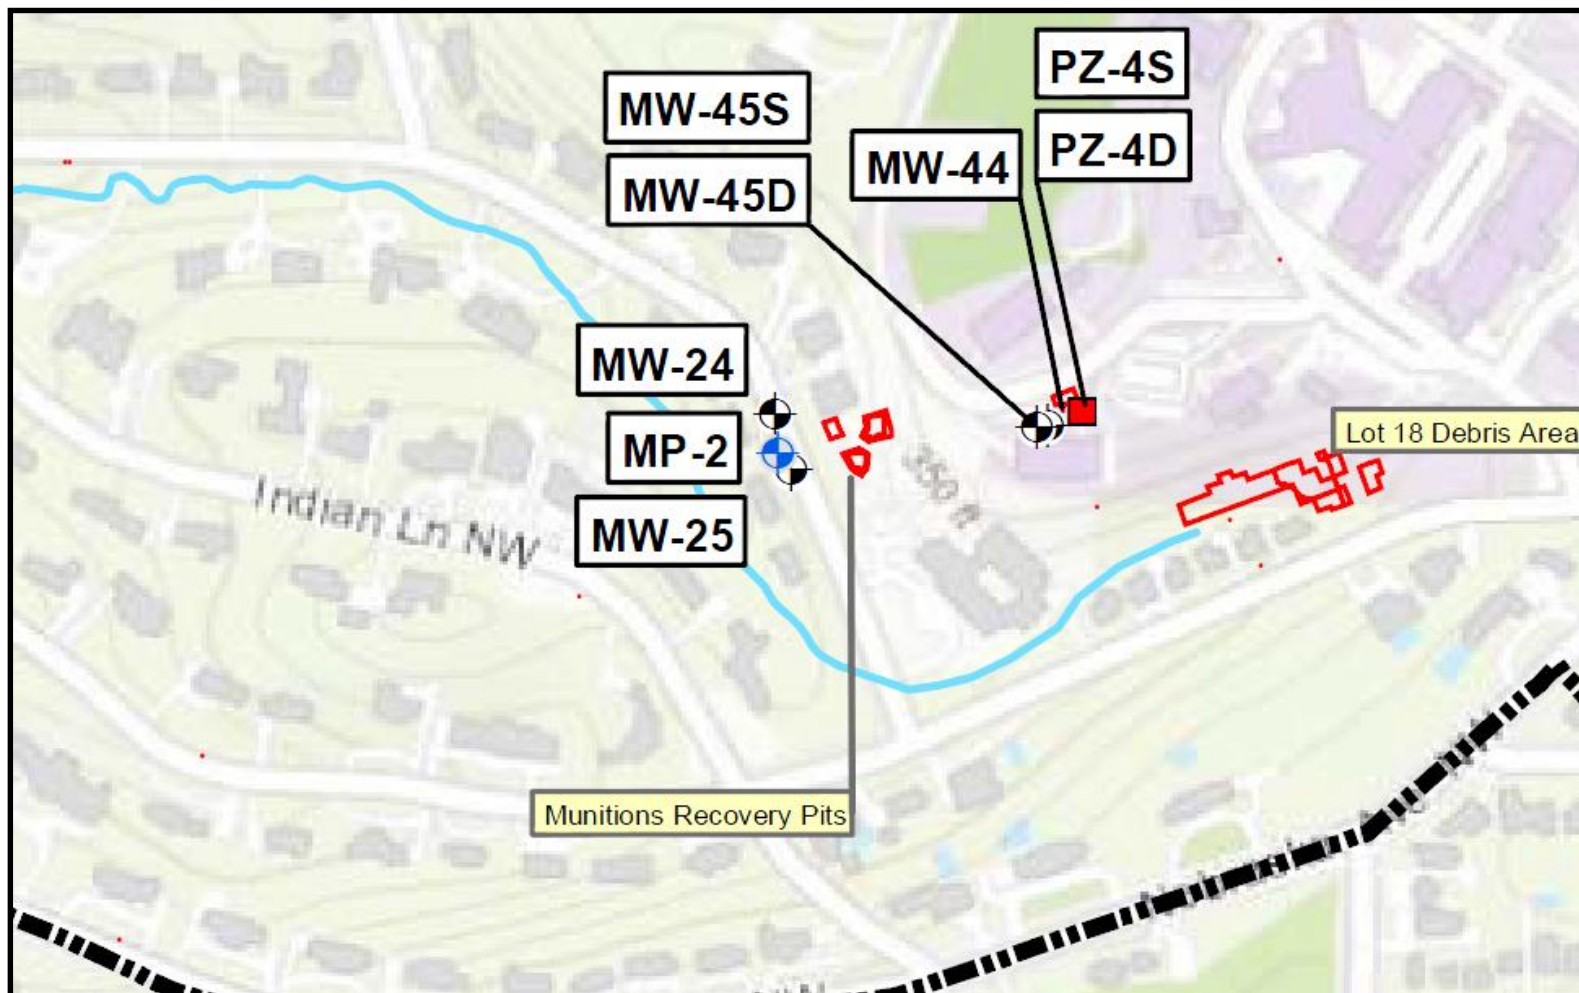 PZ-4S
MW-45S
PZ-4D
MW-44
MW-45D
MW-24
Lot 18 Debris Area
MP-2
350 ft
Indian Ln NW
MW-25
Munitions Recovery Pits